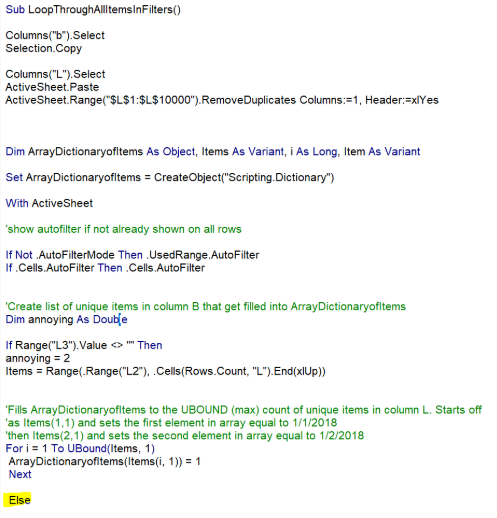 Sub LoopThroughAllItemsInFilters()
Columns("b").Select
Selection.Copy
Columns("L").Select
ActiveSheet.Paste
ActiveSheet.Range("$L$1:$L$10000").RemoveDuplicates Columns:=1, Header:=xlYes
Dim ArrayDictionaryofItems As Object, Items As Variant, i As Long, Item As Variant
Set ArrayDictionaryofItems = CreateObject("Scripting.Dictionary")
With ActiveSheet
'show autofilter if not already shown on all rows
If Not .AutoFilterMode Then .UsedRange.AutoFilter
If .Cells.AutoFilter Then .Cells.AutoFilter
'Create list of unique items in column B that get filled into ArrayDictionaryofItems
Dim annoying As Double
If Range("L3").Value <> "" Then
annoying = 2
Items = Range(.Range("L2"), .Cells(Rows.Count, "L").End(xlUp))
'Fills ArrayDictionaryofItems to the UBOUND (max) count of unique items in column L. Starts off
'as Items(1,1) and sets the first element in array equal to 1/1/2018
'then Items(2,1) and sets the second element in array equal to 1/2/2018
For i = 1 To UBound(Items, 1)
ArrayDictionaryofItems(Items(i, 1)) = 1
Next
Else